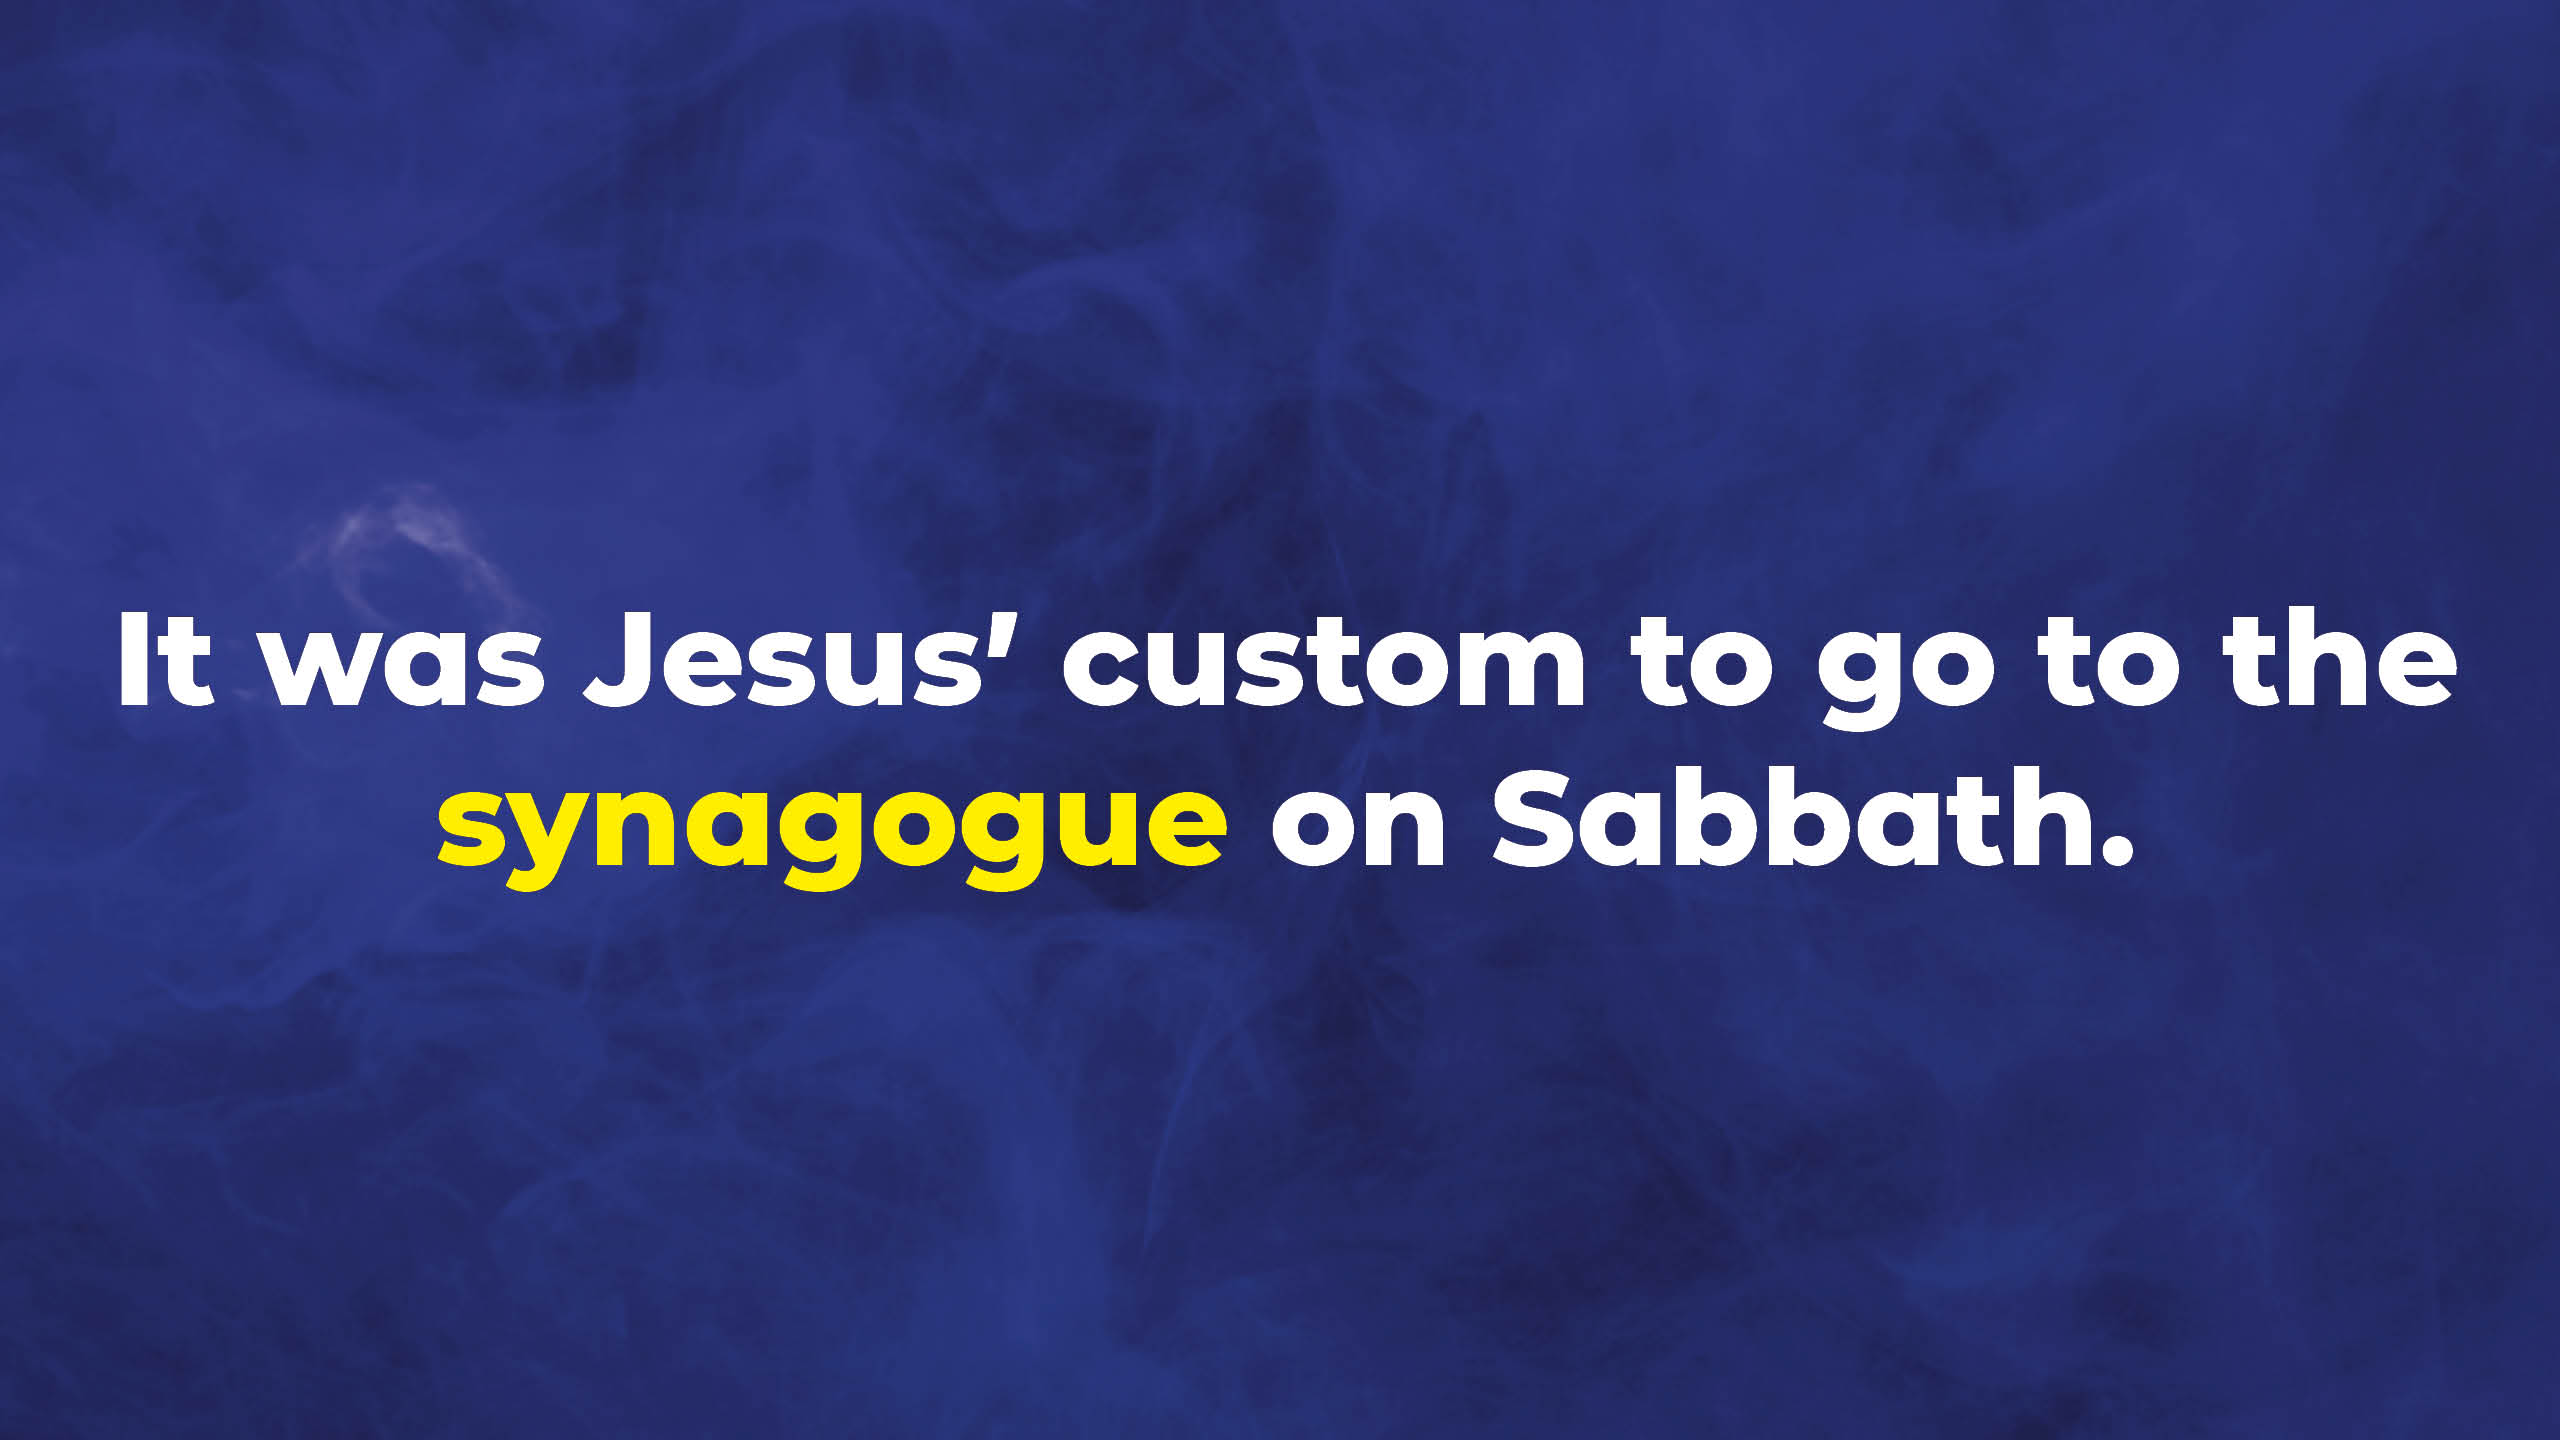 It was Jesus’ custom to go to the
synagogue on Sabbath.